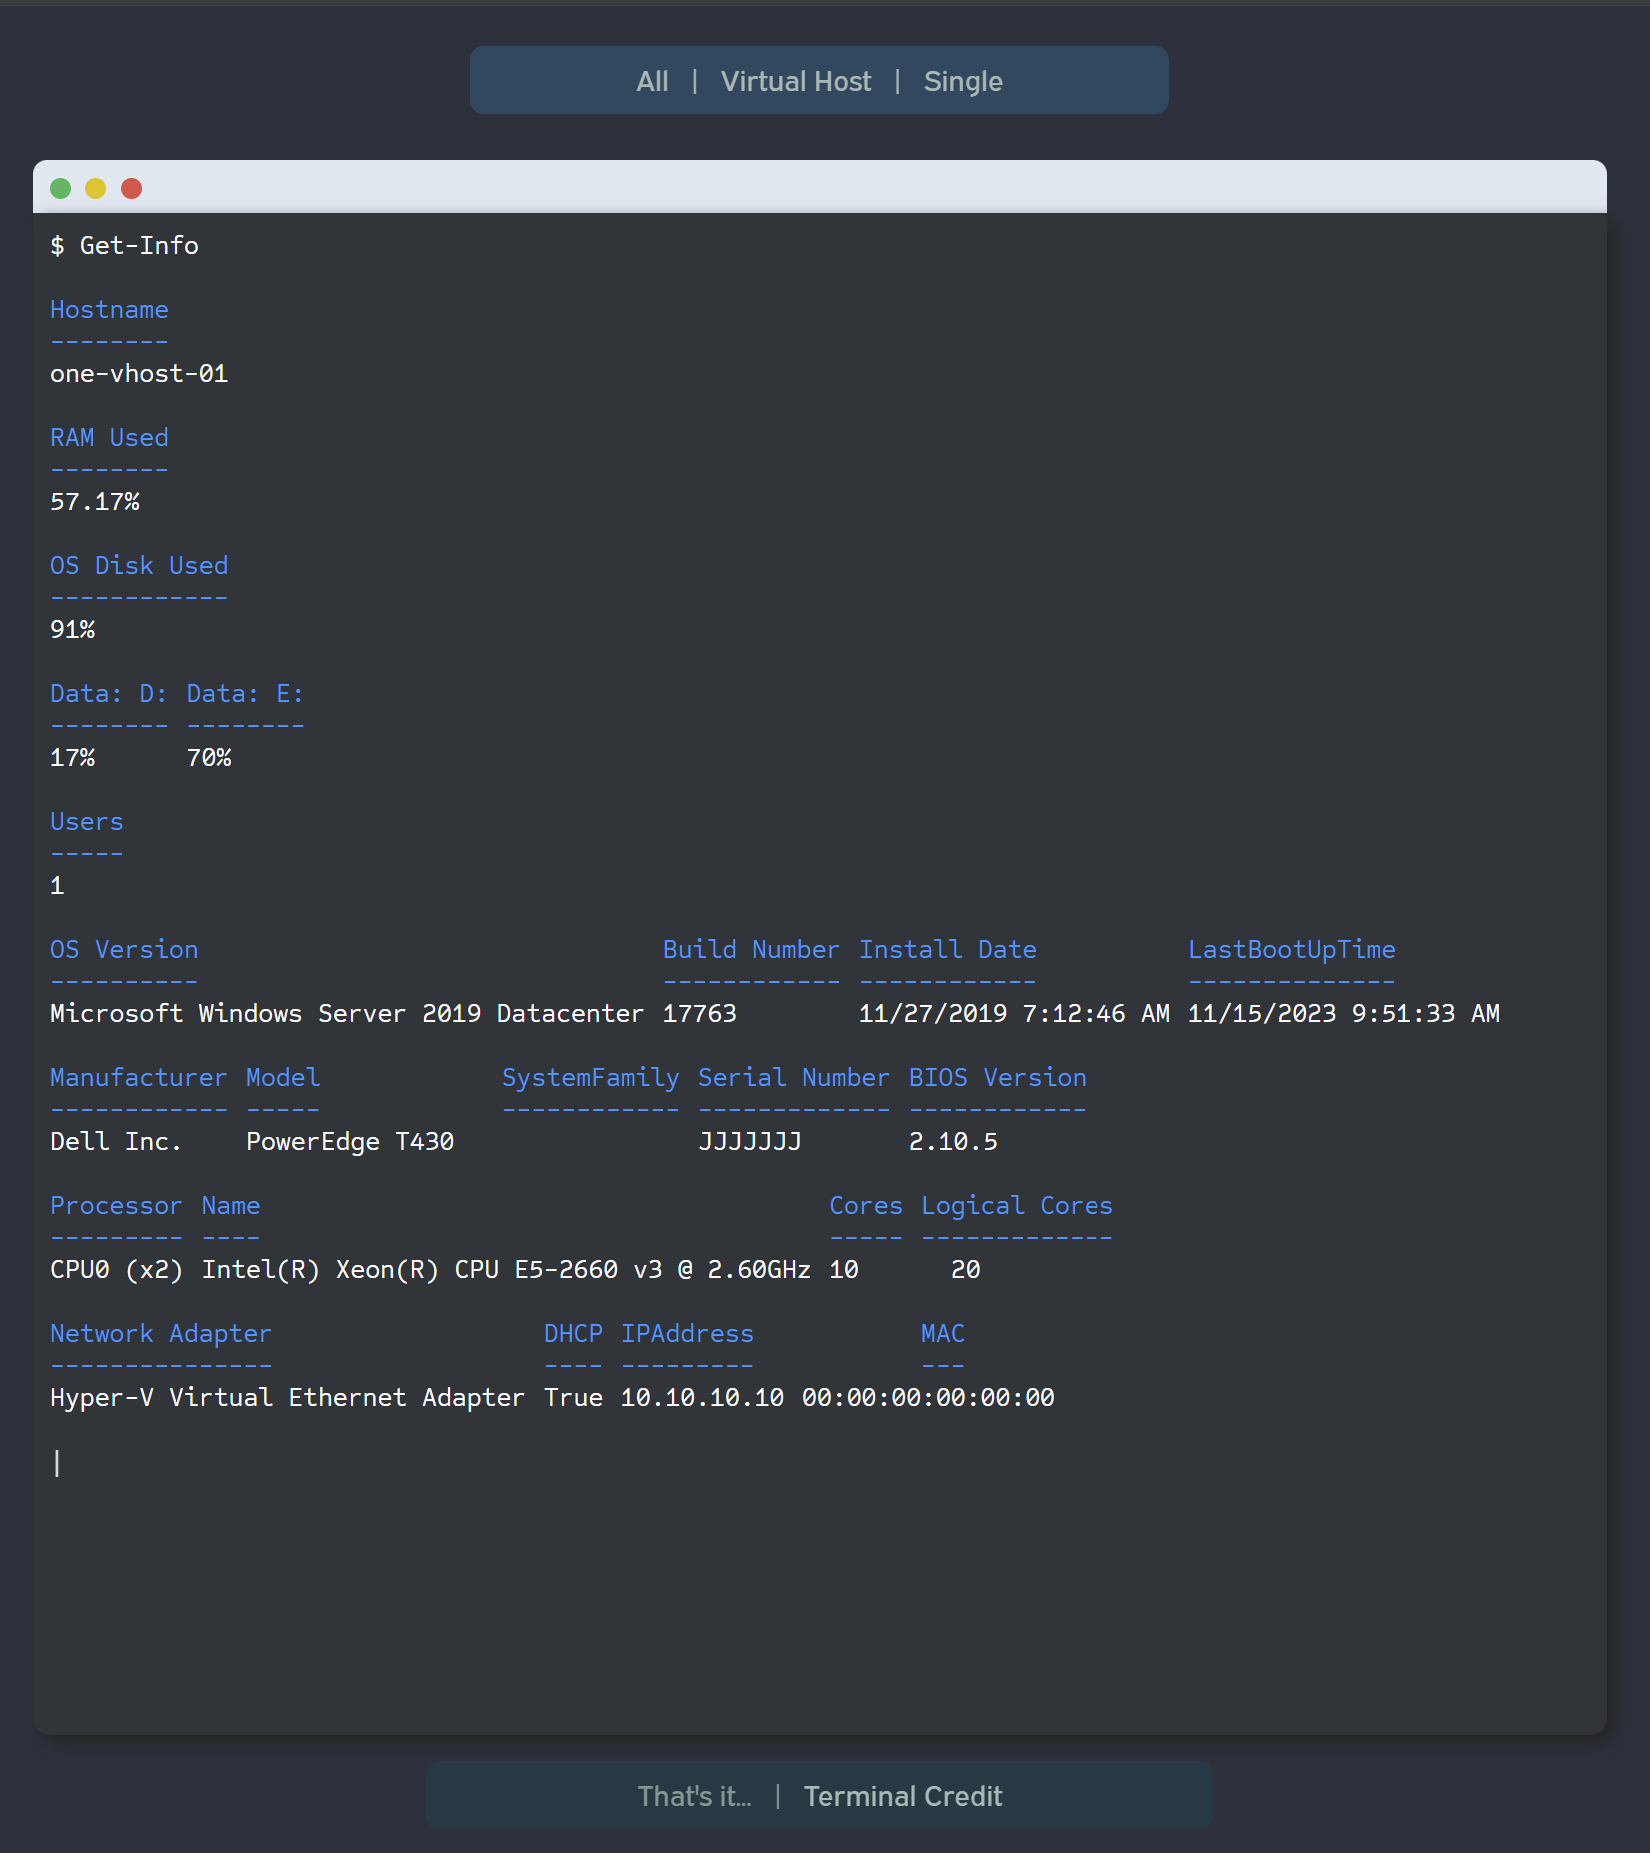 All | Virtual Host | Single
$ Get-Info
Hostname
--------
one-vhost-01
RAM Used
--------
57.17%
OS Disk Used
------------
91%
Data: D: Data: E:
-------- --------
17% 70%
Users
-----
1
OS Version Build Number Install Date LastBootUpTime
---------- ------------ ------------ --------------
Microsoft Windows Server 2019 Datacenter 17763 11/27/2019 7:12:46 AM 11/15/2023 9:51:33 AM
Manufacturer Model SystemFamily Serial Number BIOS Version
------------ ----- ------------ ------------- ------------
Dell Inc. PowerEdge T430 JJJJJJJ 2.10.5
Processor Name Cores Logical Cores
--------- ---- ----- -------------
CPU0 (x2) Intel(R) Xeon(R) CPU E5-2660 v3 @ 2.60GHz 10 20
Network Adapter DHCP IPAddress MAC
--------------- ---- --------- ---
Hyper-V Virtual Ethernet Adapter True 10.10.10.10 00:00:00:00:00:00
That's it... | Terminal Credit